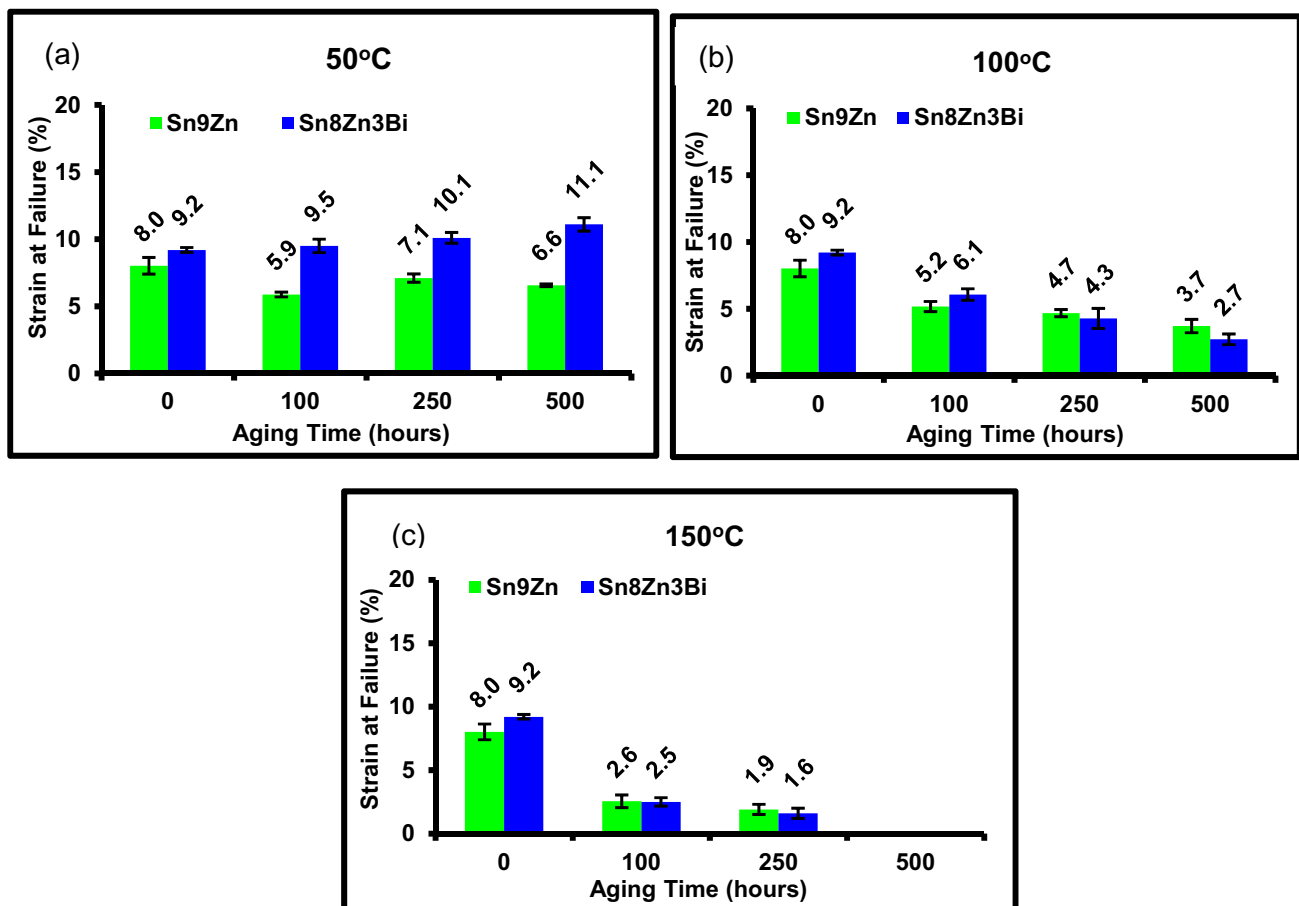 (a)
50°C
Sn9Zn Sn8Zn3Bi
Strain at Failure (%)
20
15
10
5
0
8.0 9.2 5.9 9.5 7.1 10.1 6.6 11.1
0 100 250 500
Aging Time (hours)
(b)
100°C
Sn9Zn Sn8Zn3Bi
Strain at Failure (%)
20
15
10
5
0
8.0 9.2 5.2 6.1 4.7 4.3 3.7 2.7
0 100 250 500
Aging Time (hours)
(c)
150°C
Sn9Zn Sn8Zn3Bi
Strain at Failure (%)
20
15
10
5
0
8.0 9.2 2.6 2.5 1.9 1.6
0 100 250 500
Aging Time (hours)